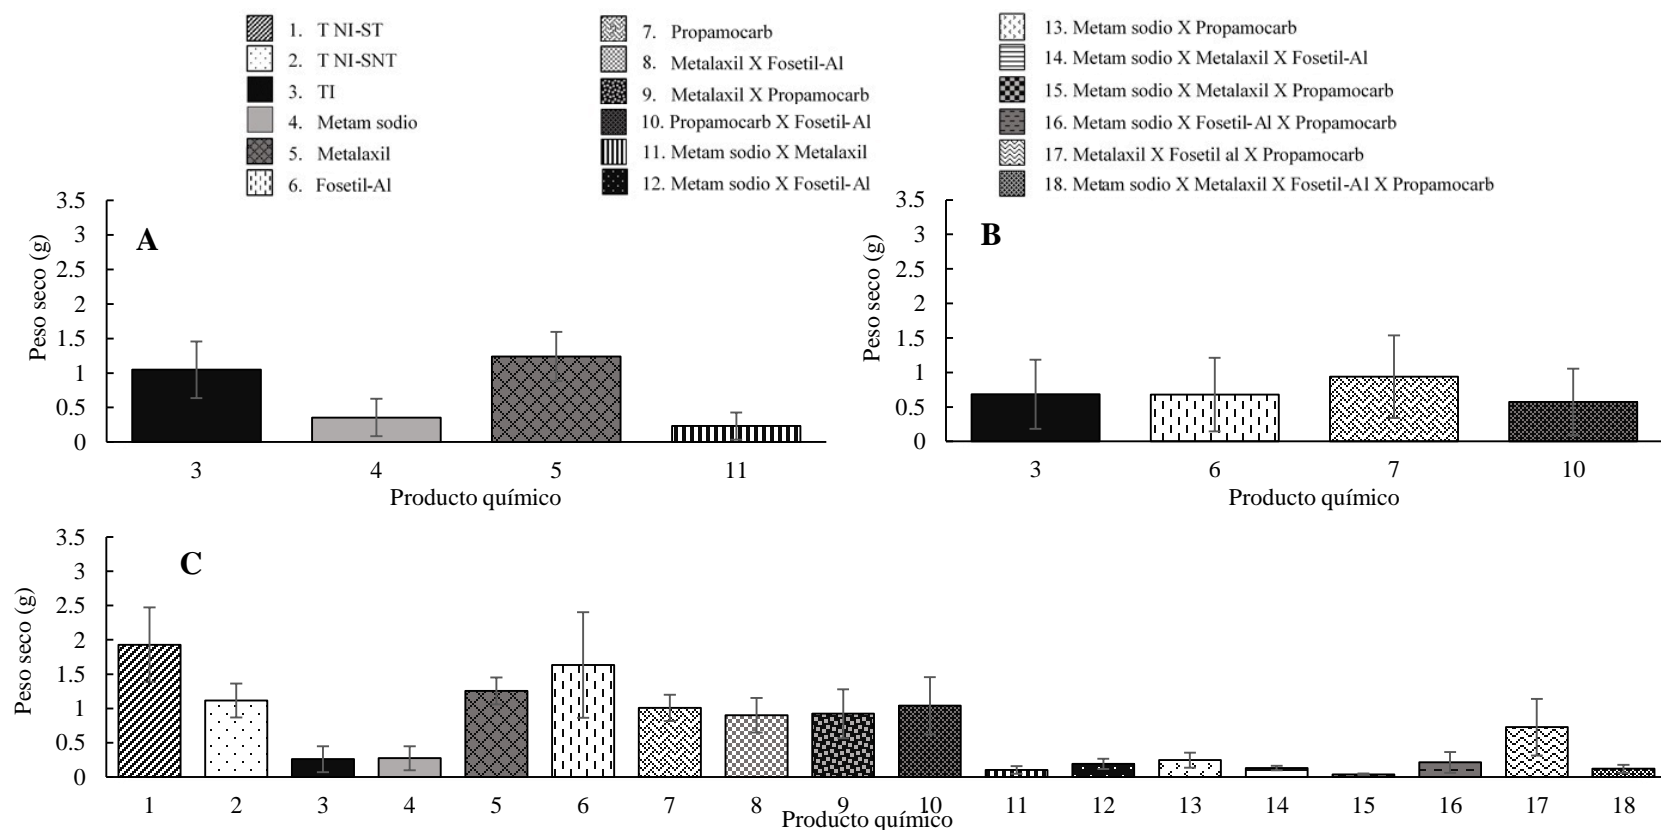 1. T NI-ST
2. T NI-SNT
3. TI
4. Metam sodio
5. Metalaxil
6. Fosetil-Al
7. Propamocarb
8. Metalaxil X Fosetil-Al
9. Metalaxil X Propamocarb
10. Propamocarb X Fosetil-Al
11. Metam sodio X Metalaxil
12. Metam sodio X Fosetil-Al
13. Metam sodio X Propamocarb
14. Metam sodio X Metalaxil X Fosetil-Al
15. Metam sodio X Metalaxil X Propamocarb
16. Metam sodio X Fosetil-Al X Propamocarb
17. Metalaxil X Fosetil al X Propamocarb
18. Metam sodio X Metalaxil X Fosetil-Al X Propamocarb
A
Peso seco (g)
3.5
3
2.5
2
1.5
1
0.5
0
3 4 5 11
Producto químico
B
Peso seco (g)
3.5
3
2.5
2
1.5
1
0.5
0
3 6 7 10
Producto químico
C
Peso seco (g)
3.5
3
2.5
2
1.5
1
0.5
0
1 2 3 4 5 6 7 8 9 10 11 12 13 14 15 16 17 18
Producto químico